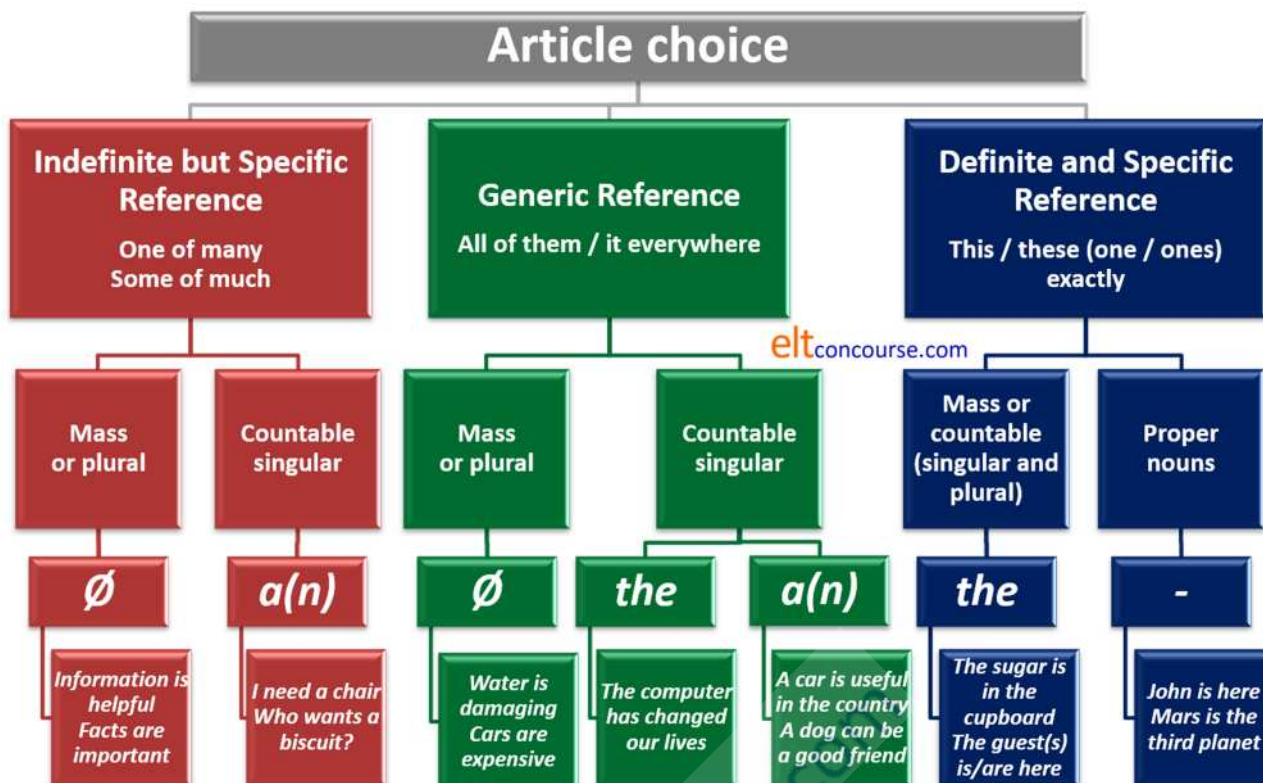 Article choice
Indefinite but Specific
Reference
One of many
Some of much
Generic Reference
All of them / it everywhere
Definite and Specific
Reference
This / these (one / ones)
exactly
eltconcourse.com
Mass
or plural
Countable
singular
Mass
or plural
Countable
singular
Mass or
countable
(singular and
plural)
Proper
nouns
Ø
a(n)
Ø
the
a(n)
the
-
Information is
helpful
Facts are
important
I need a chair
Who wants a
biscuit?
Water is
damaging
Cars are
expensive
The computer
has changed
our lives
A car is useful
in the country
A dog can be
a good friend
The sugar is
in the
cupboard
The guest(s)
is/are here
John is here
Mars is the
third planet